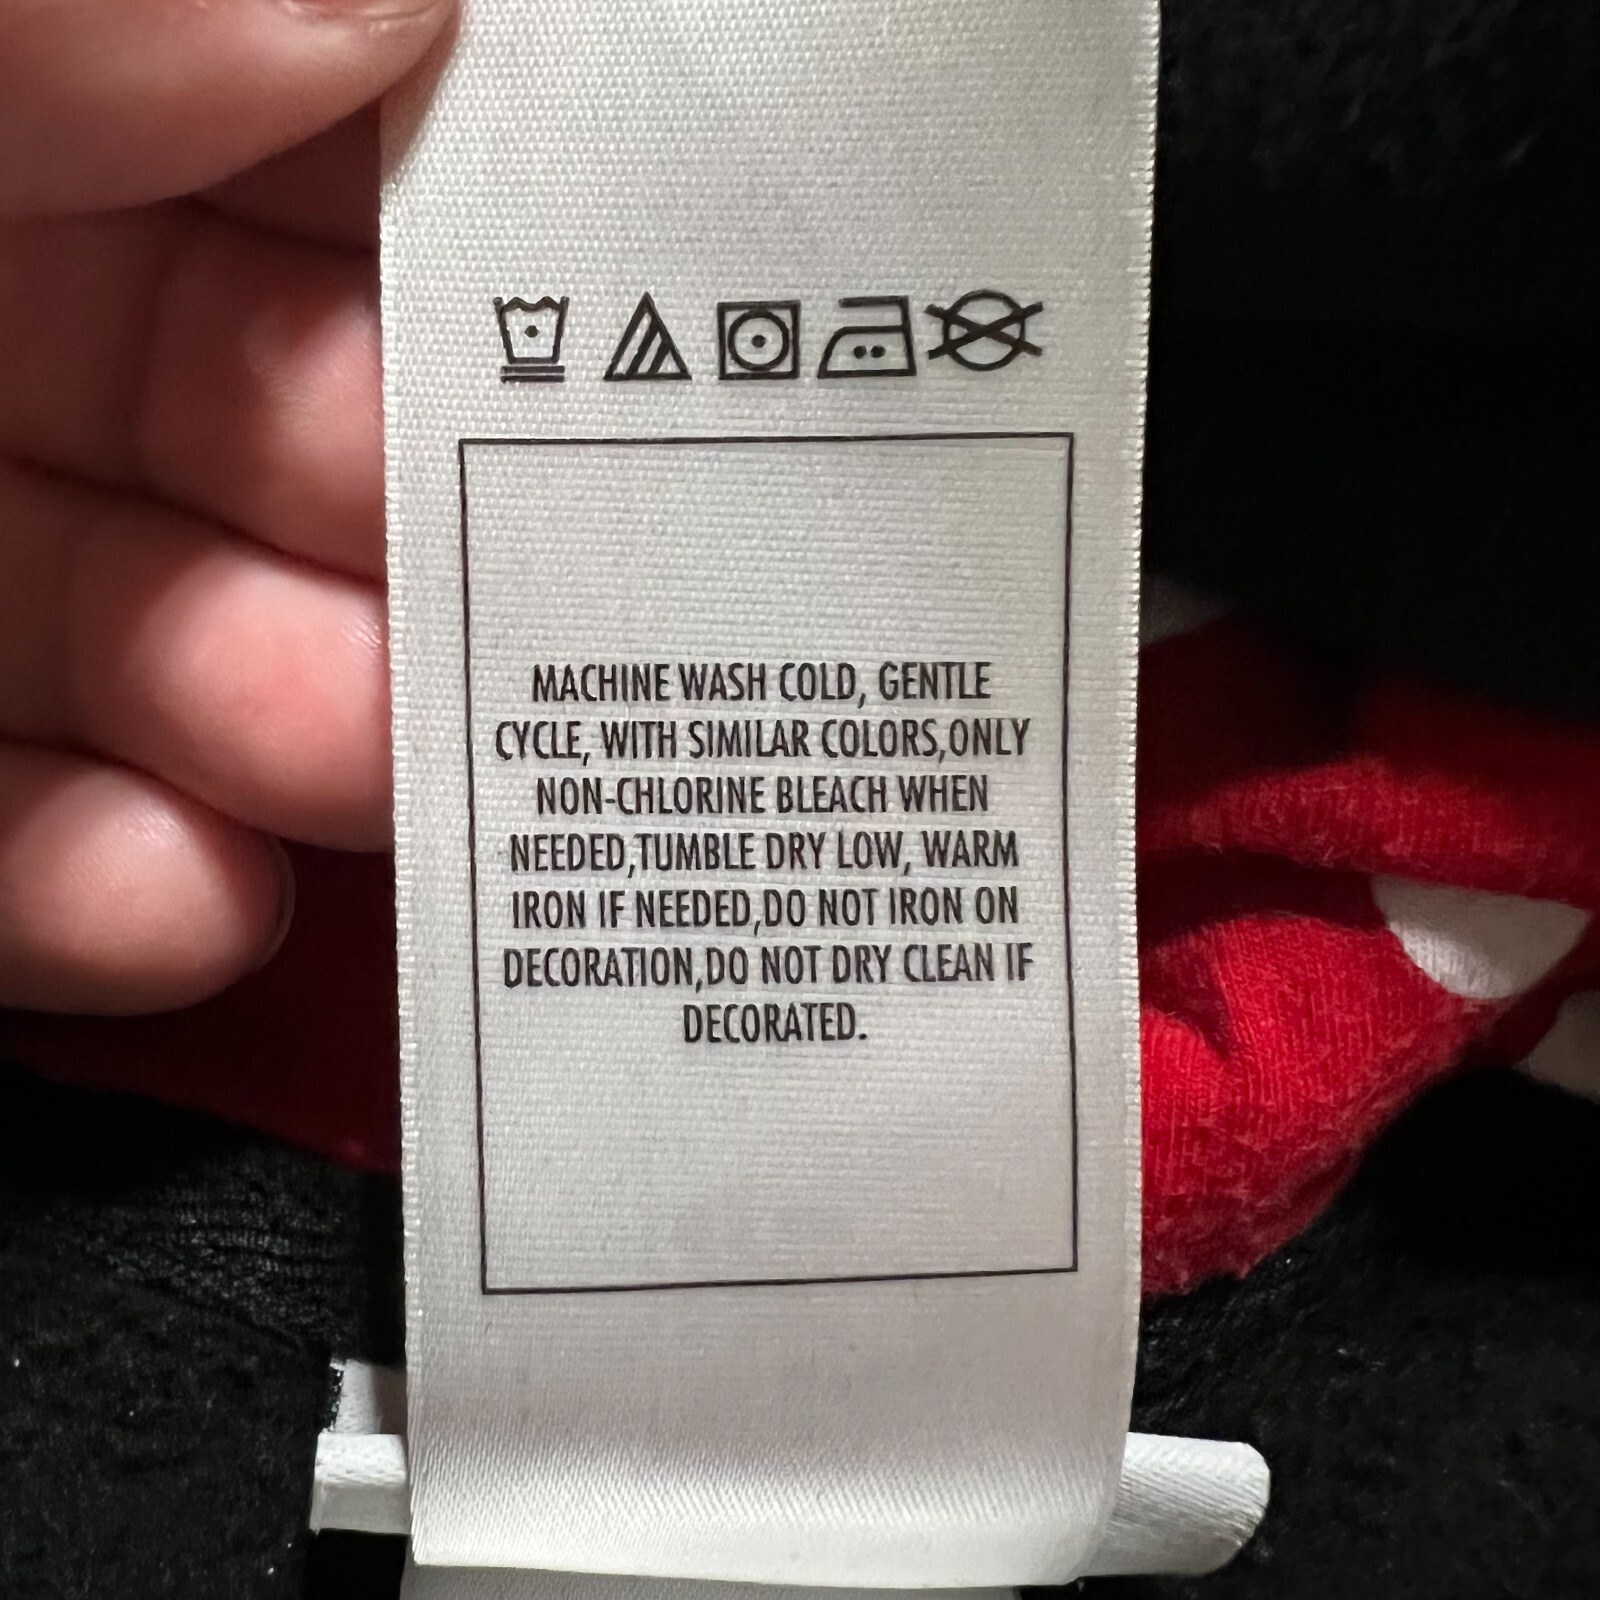 MACHINE WASH COLD, GENTLE
CYCLE, WITH SIMILAR COLORS,ONLY
NON-CHLORINE BLEACH WHEN
NEEDED,TUMBLE DRY LOW, WARM
IRON IF NEEDED,DO NOT IRON ON
DECORATION,DO NOT DRY CLEAN IF
DECORATED.